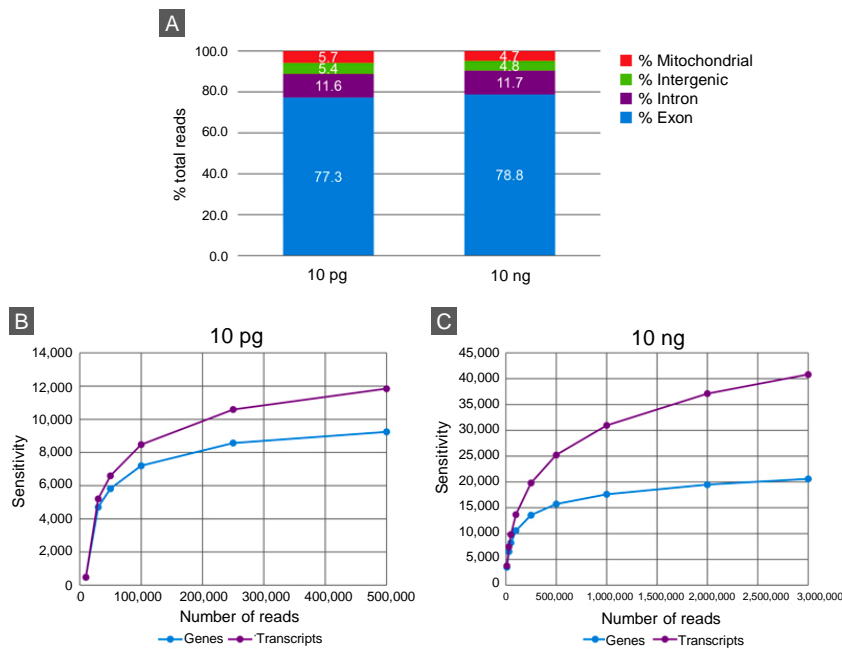 A
100.0
80.0
60.0
40.0
20.0
0.0
% total reads
5.7
5.4
11.6
77.3
4.7
4.8
11.7
78.8
10 pg
10 ng
% Mitochondrial
% Intergenic
% Intron
% Exon
B
10 pg
14,000
12,000
10,000
8,000
6,000
4,000
2,000
0
Sensitivity
0 100,000 200,000 300,000 400,000 500,000
Number of reads
Genes Transcripts
C
10 ng
45,000
40,000
35,000
30,000
25,000
20,000
15,000
10,000
5,000
0
Sensitivity
0 500,000 1,000,000 1,500,000 2,000,000 2,500,000 3,000,000
Number of reads
Genes Transcripts